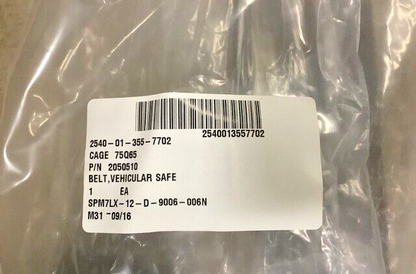 2540-01-355-7702 2540013557702
CAGE 75Q65
P/N 2050510
BELT,VEHICULAR SAFE
1 EA
SPM7LX-12-D-9006-006N
M31 -09/16